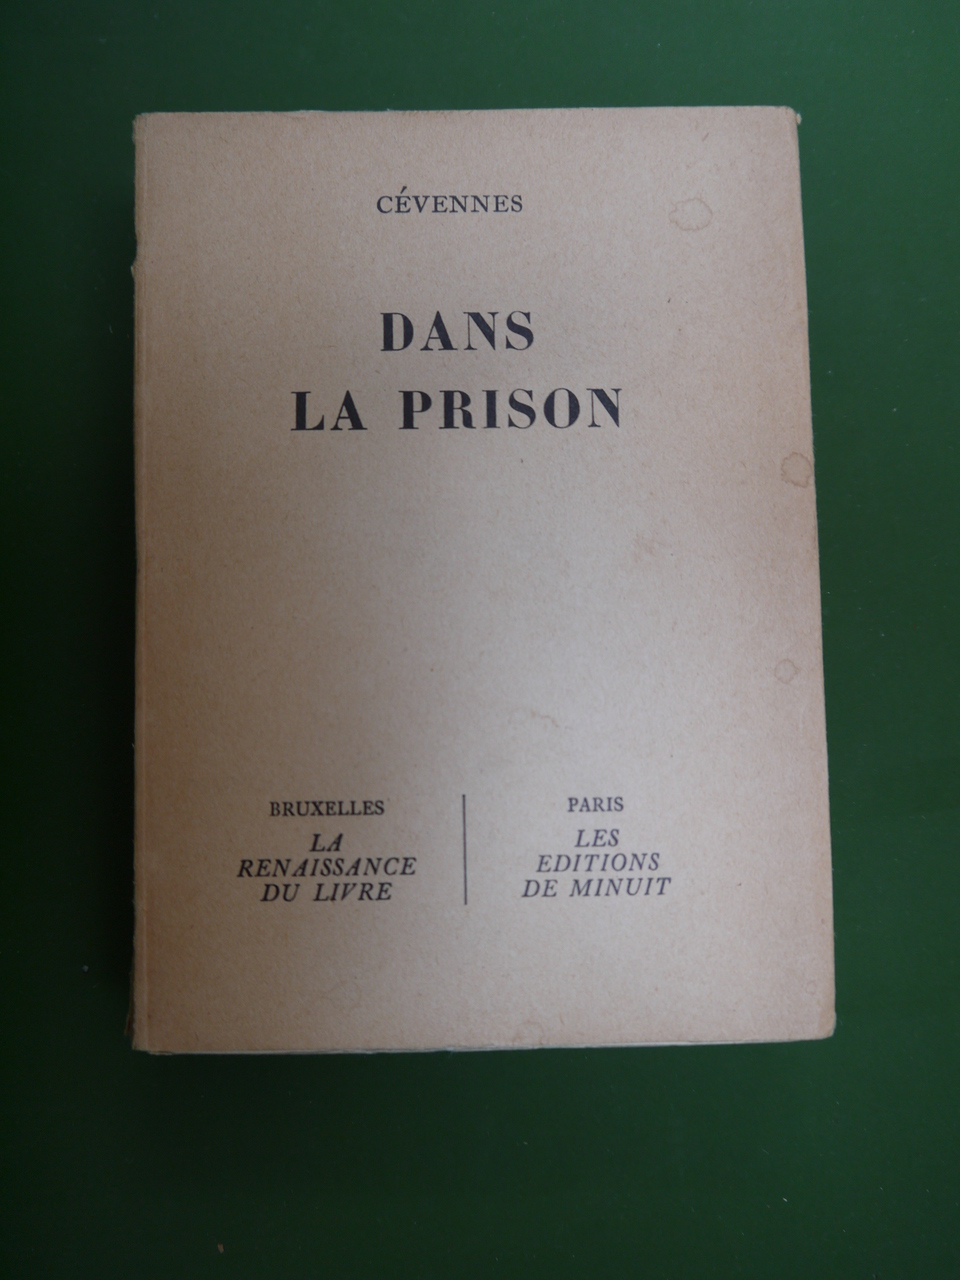 CÉVENNES
DANS
LA PRISON
BRUXELLES
LA
RENAISSANCE
DU LIVRE
PARIS
LES
EDITIONS
DE MINUIT